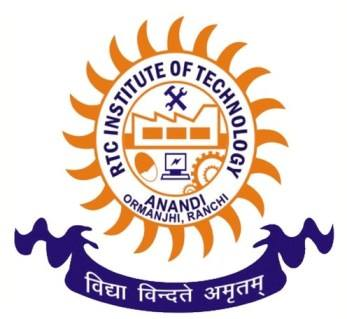 RTC INSTITUTE OF TECHNOLOGY
ANANDI
ORMANJHI, RANCHI
विद्या विन्दते अमृतम्